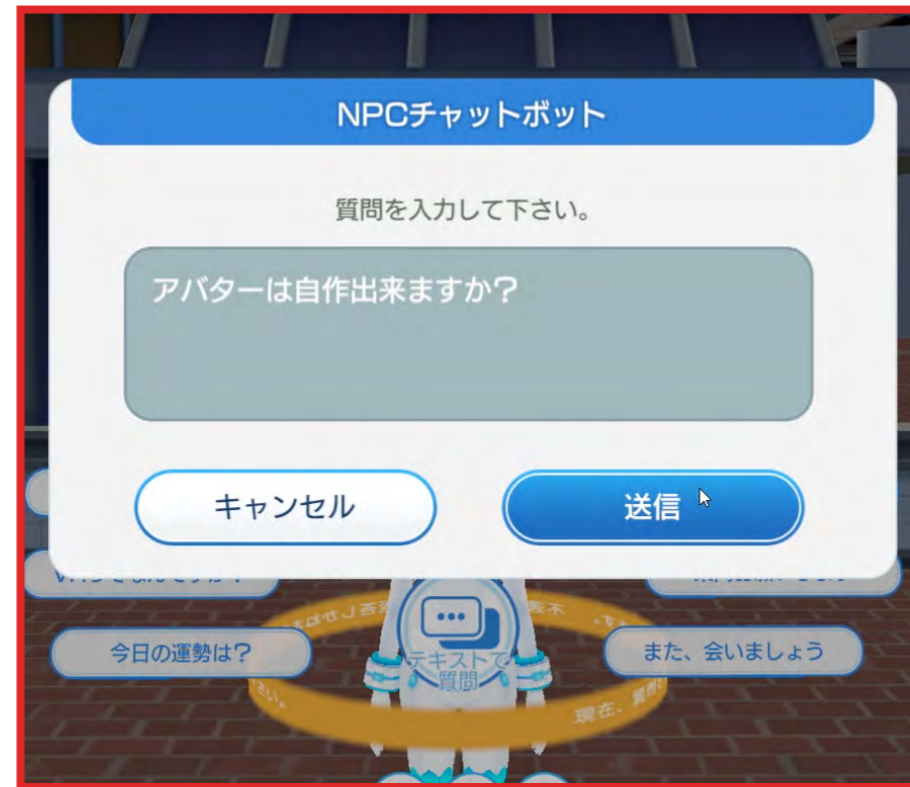 NPCチャットボット
質問を入力して下さい。
アバターは自作出来ますか?
キャンセル
送信
今日の運勢は?
テキストで
質問
また、会いましょう
現在、